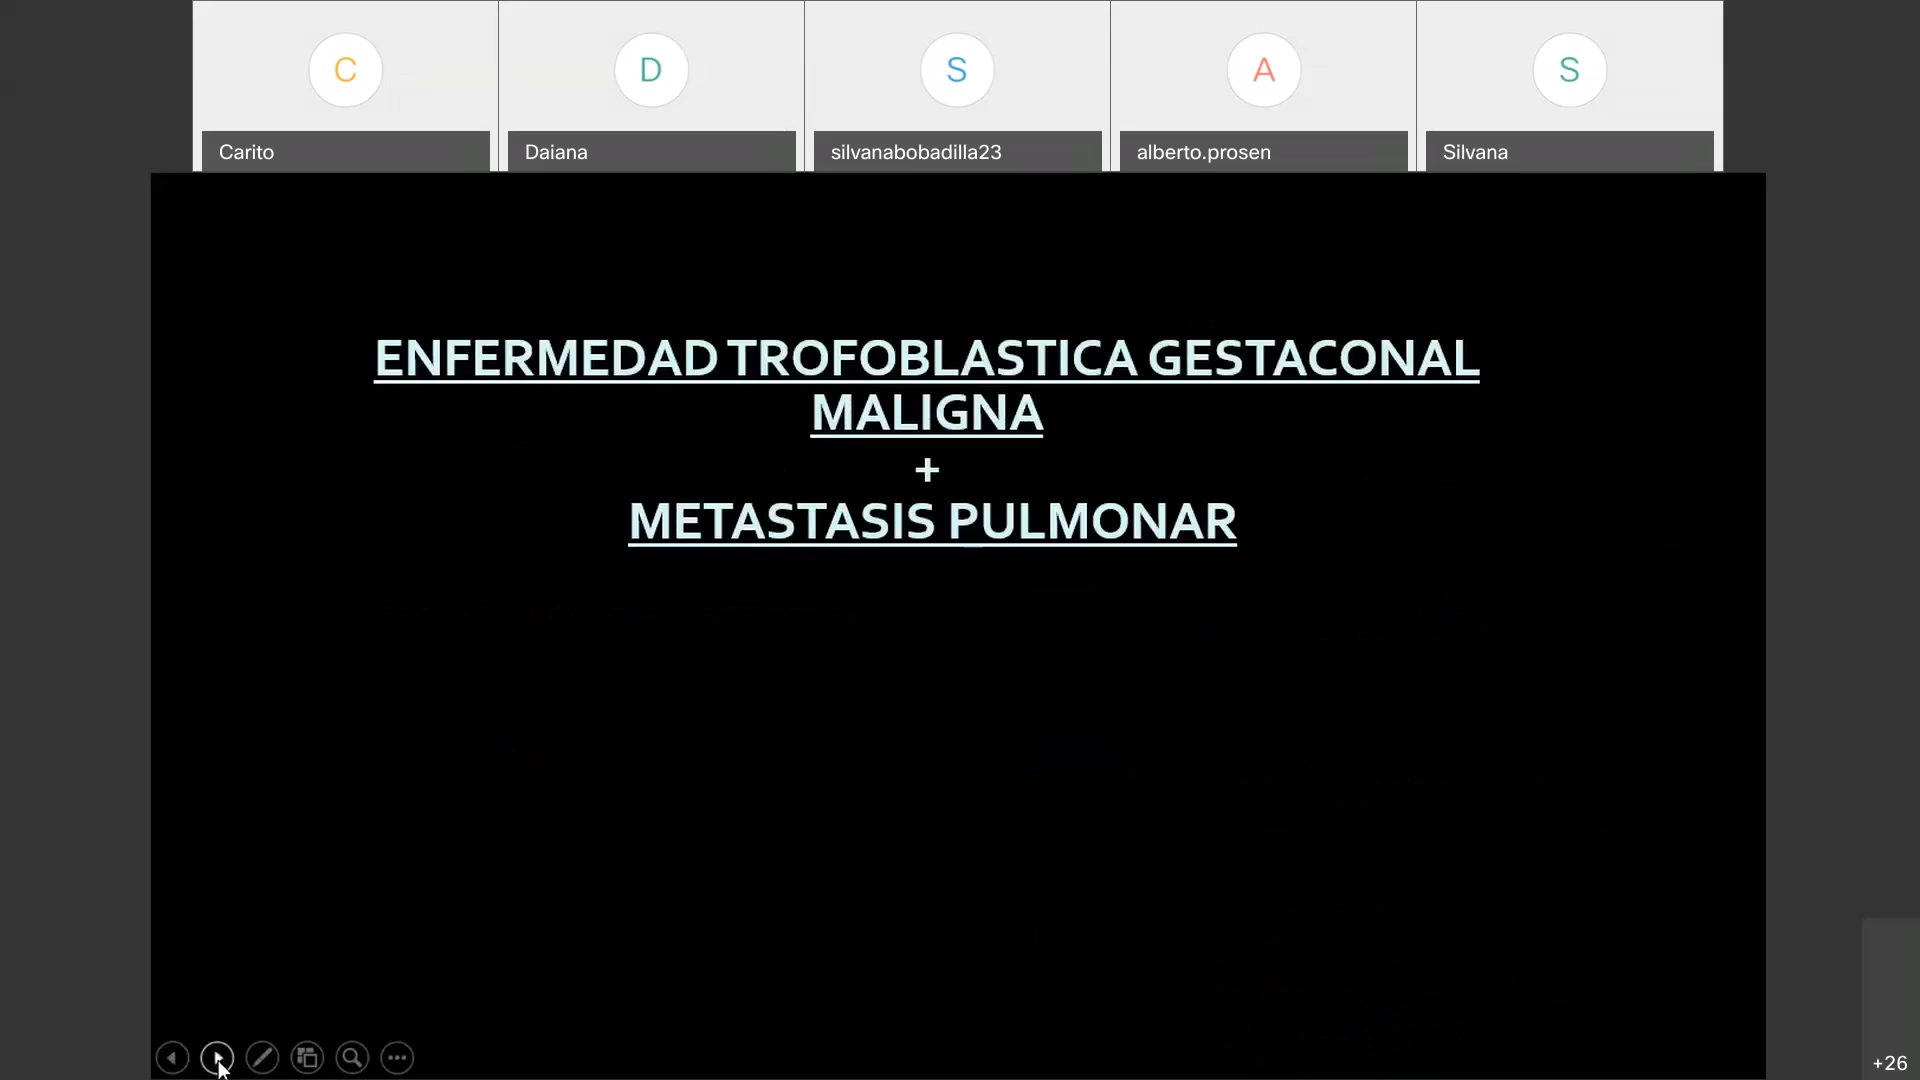 C
D
S
A
S
Carito
Daiana
silvanabobadilla23
alberto.prosen
Silvana
ENFERMEDAD TROFOBLASTICA GESTACONAL
MALIGNA
+
METASTASIS PULMONAR
+26